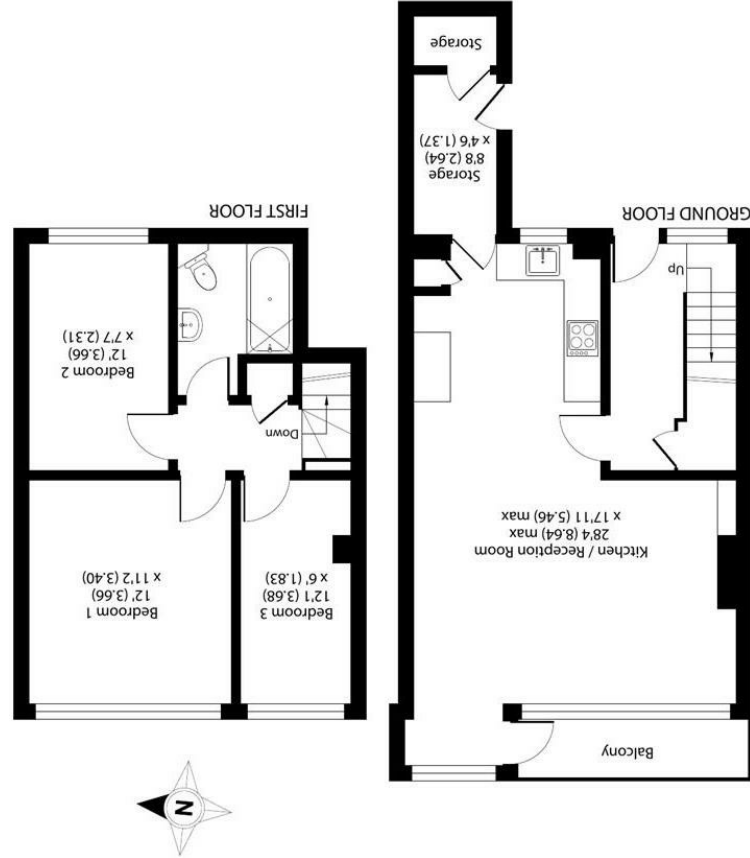 GROUND FLOOR
Balcony
Kitchen / Reception Room
28'4 (8.64) max
x 17'11 (5.46) max
Up
Storage
8'8 (2.64)
x 4'6 (1.37)
Storage
FIRST FLOOR
Bedroom 1
12' (3.66)
x 11'2 (3.40)
Bedroom 3
12'1 (3.68)
x 6' (1.83)
Down
Bedroom 2
12' (3.66)
x 7'7 (2.31)
N